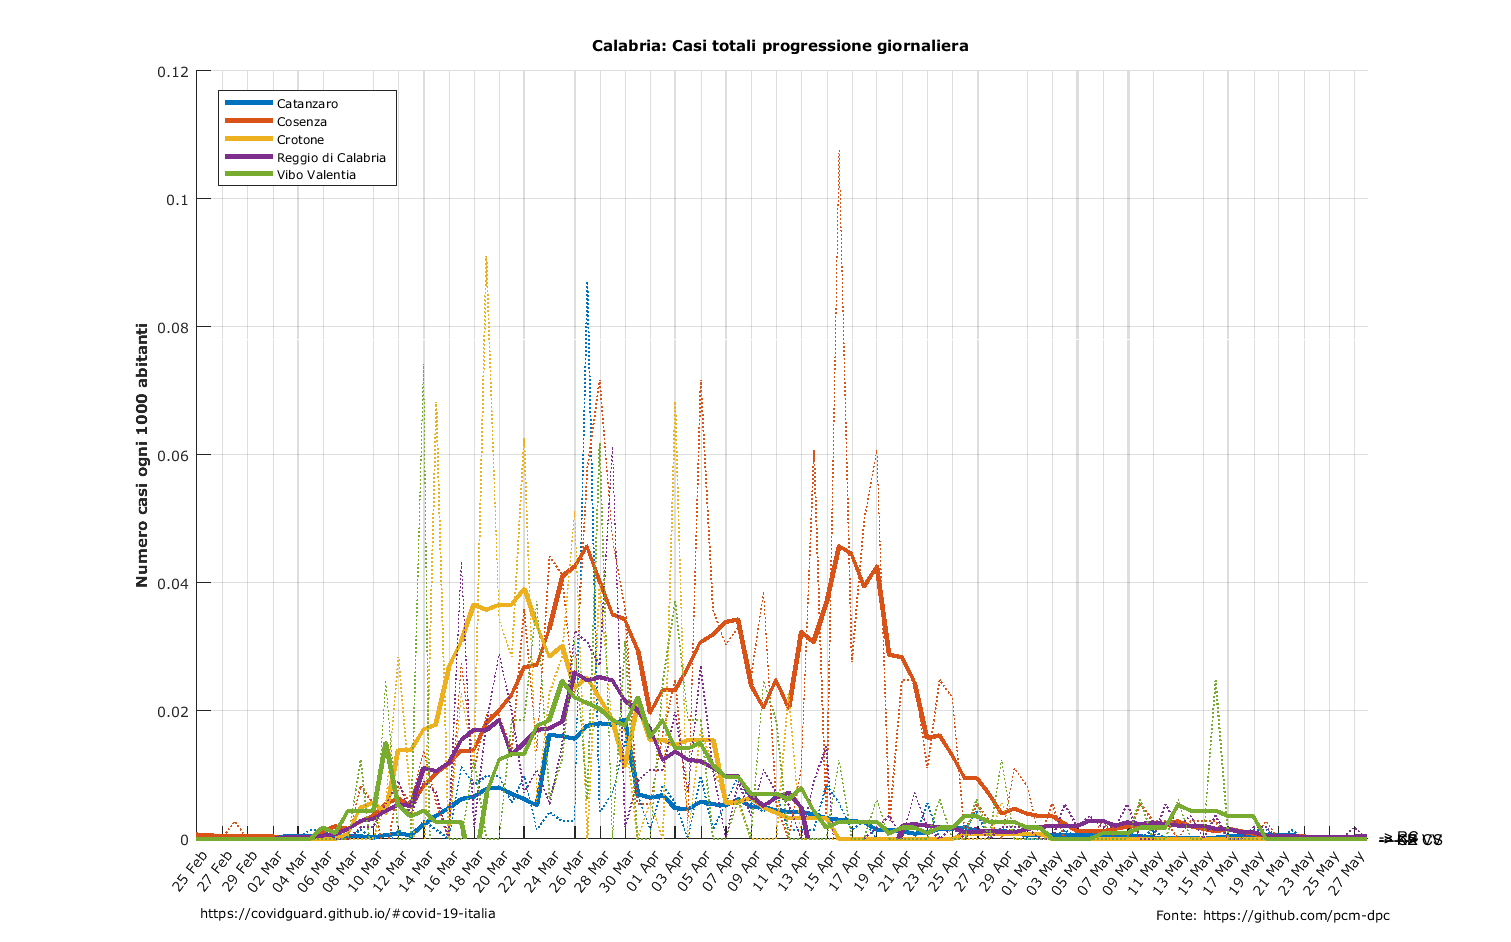 Calabria: Casi totali progressione giornaliera
Numero casi ogni 1000 abitanti
0.12
0.1
0.08
0.06
0.04
0.02
0
Catanzaro
Cosenza
Crotone
Reggio di Calabria
Vibo Valentia
25 Feb
27 Feb
29 Feb
02 Mar
04 Mar
06 Mar
08 Mar
10 Mar
12 Mar
14 Mar
16 Mar
18 Mar
20 Mar
22 Mar
24 Mar
26 Mar
28 Mar
30 Mar
01 Apr
03 Apr
05 Apr
07 Apr
09 Apr
11 Apr
13 Apr
15 Apr
17 Apr
19 Apr
21 Apr
23 Apr
25 Apr
27 Apr
29 Apr
01 May
03 May
05 May
07 May
09 May
11 May
13 May
15 May
17 May
19 May
21 May
23 May
25 May
27 May
https://covidguard.github.io/#covid-19-italia
Fonte: https://github.com/pcm-dpc